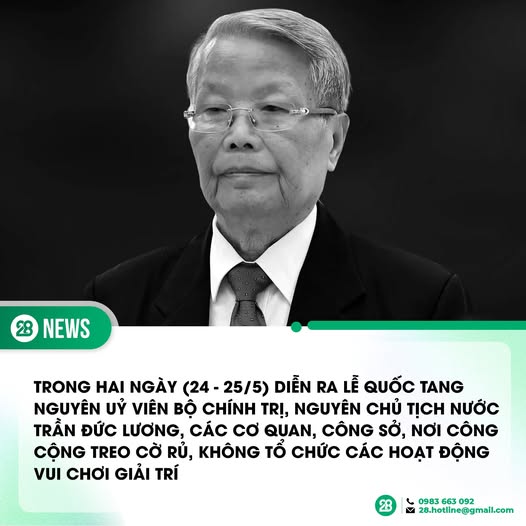 28 NEWS
TRONG HAI NGÀY (24 - 25/5) DIỄN RA LỄ QUỐC TANG
NGUYÊN UỶ VIÊN BỘ CHÍNH TRỊ, NGUYÊN CHỦ TỊCH NƯỚC
TRẦN ĐỨC LƯƠNG, CÁC CƠ QUAN, CÔNG SỞ, NƠI CÔNG
CỘNG TREO CỜ RỦ, KHÔNG TỔ CHỨC CÁC HOẠT ĐỘNG
VUI CHƠI GIẢI TRÍ
28
0983 663 092
28.hotline@gmail.com